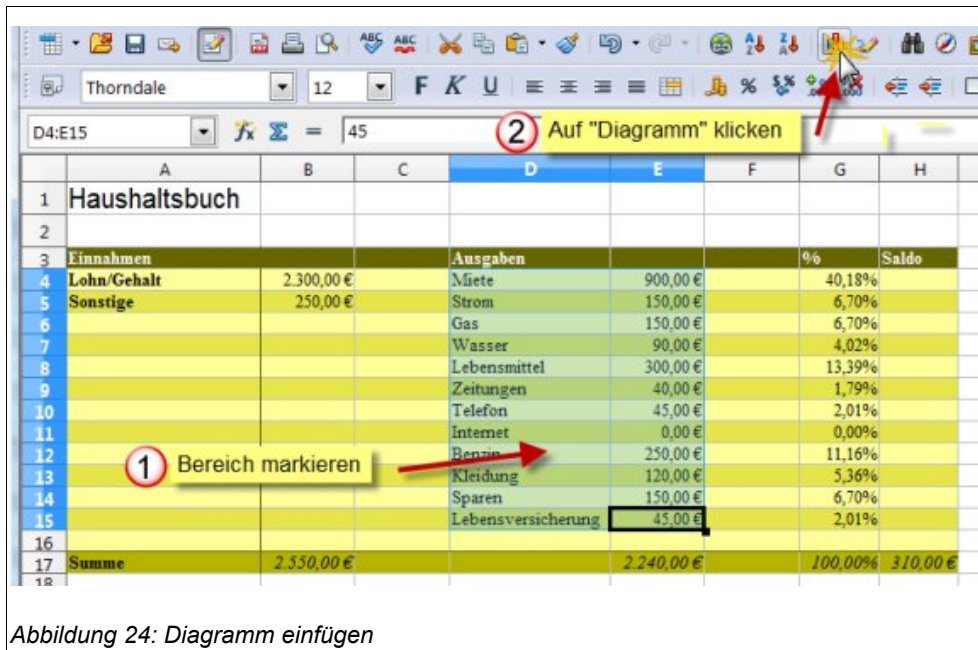 ABC ABC
Thorndale 12 F K U % $%
D4:E15 fx Σ = 45
2 Auf "Diagramm" klicken
A B C D E F G H
1 Haushaltsbuch
2
3 Einnahmen Ausgaben % Saldo
4 Lohn/Gehalt 2.300,00 € Miete 900,00 € 40,18%
5 Sonstige 250,00 € Strom 150,00 € 6,70%
6 Gas 150,00 € 6,70%
7 Wasser 90,00 € 4,02%
8 Lebensmittel 300,00 € 13,39%
9 Zeitungen 40,00 € 1,79%
10 Telefon 45,00 € 2,01%
11 Internet 0,00 € 0,00%
12 Benzin 250,00 € 11,16%
1 Bereich markieren
13 Kleidung 120,00 € 5,36%
14 Sparen 150,00 € 6,70%
15 Lebensversicherung 45,00 € 2,01%
16
17 Summe 2.550,00 € 2.240,00 € 100,00% 310,00 €
18
Abbildung 24: Diagramm einfügen